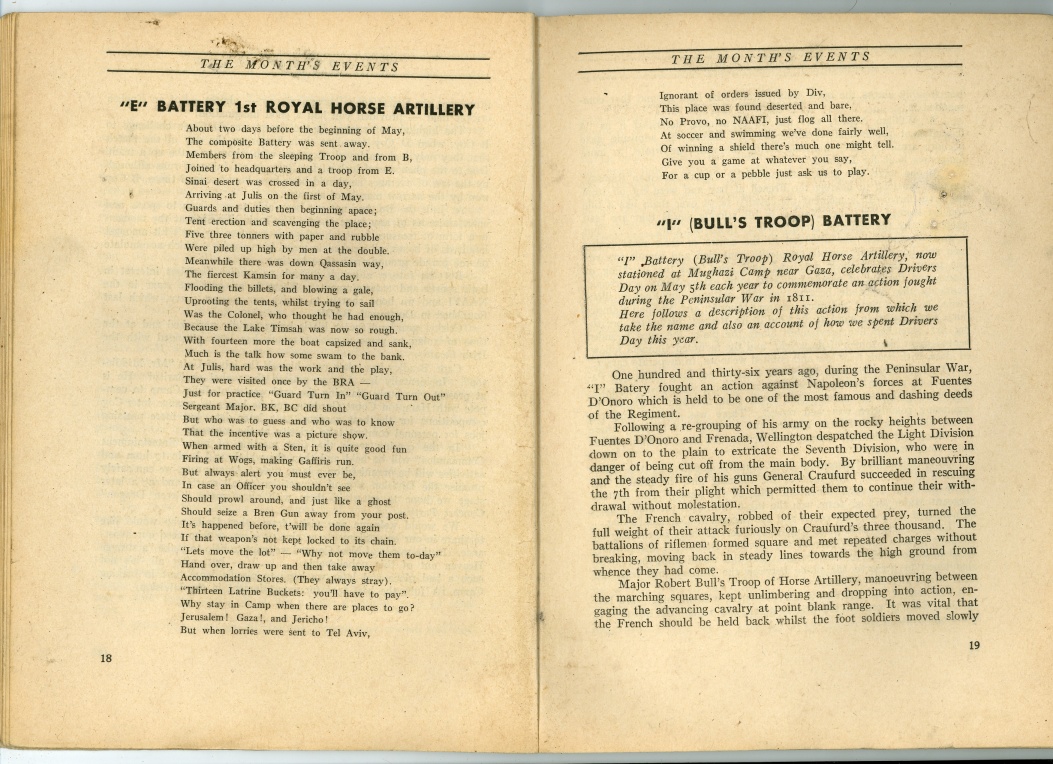 THE MONTH'S EVENTS
"E" BATTERY 1st ROYAL HORSE ARTILLERY
About two days before the beginning of May,
The composite Battery was sent away.
Members from the sleeping Troop and from B,
Joined to headquarters and a troop from E.
Sinai desert was crossed in a day,
Arriving at Julis on the first of May.
Guards and duties then beginning apace;
Tent erection and scavenging the place;
Five three tonners with paper and rubble
Were piled up high by men at the double.
Meanwhile there was down Qassasin way,
The fiercest Kamsin for many a day.
Flooding the billets, and blowing a gale,
Uprooting the tents, whilst trying to sail
Was the Colonel, who thought he had enough,
Because the Lake Timsah was now so rough.
With fourteen more the boat capsized and sank,
Much is the talk how some swam to the bank.
At Julis, hard was the work and the play,
They were visited once by the BRA —
Just for practice "Guard Turn In" "Guard Turn Out"
Sergeant Major. BK, BC did shout
But who was to guess and who was to know
That the incentive was a picture show.
When armed with a Sten, it is quite good fun
Firing at Wogs, making Gaffiris run.
But always alert you must ever be,
In case an Officer you shouldn't see
Should prowl around, and just like a ghost
Should seize a Bren Gun away from your post.
It's happened before, t'will be done again
If that weapon's not kept locked to its chain.
"Lets move the lot" — "Why not move them to-day"
Hand over, draw up and then take away
Accommodation Stores. (They always stray).
"Thirteen Latrine Buckets: you'll have to pay".
Why stay in Camp when there are places to go?
Jerusalem! Gaza!, and Jericho!
But when lorries were sent to Tel Aviv,
18
THE MONTH'S EVENTS
Ignorant of orders issued by Div,
This place was found deserted and bare,
No Provo, no NAAFI, just flog all there.
At soccer and swimming we've done fairly well,
Of winning a shield there's much one might tell.
Give you a game at whatever you say,
For a cup or a pebble just ask us to play.
"I" (BULL'S TROOP) BATTERY
"I" Battery (Bull's Troop) Royal Horse Artillery, now
stationed at Mughazi Camp near Gaza, celebrates Drivers
Day on May 5th each year to commemorate an action fought
during the Peninsular War in 1811.
Here follows a description of this action from which we
take the name and also an account of how we spent Drivers
Day this year.
One hundred and thirty-six years ago, during the Peninsular War,
"I" Batery fought an action against Napoleon's forces at Fuentes
D'Onoro which is held to be one of the most famous and dashing deeds
of the Regiment.
Following a re-grouping of his army on the rocky heights between
Fuentes D'Onoro and Frenada, Wellington despatched the Light Division
down on to the plain to extricate the Seventh Division, who were in
danger of being cut off from the main body. By brilliant maneouvring
and the steady fire of his guns General Craufurd succeeded in rescuing
the 7th from their plight which permitted them to continue their with-
drawal without molestation.
The French cavalry, robbed of their expected prey, turned the
full weight of their attack furiously on Craufurd's three thousand. The
battalions of riflemen formed square and met repeated charges without
breaking, moving back in steady lines towards the high ground from
whence they had come.
Major Robert Bull's Troop of Horse Artillery, manoeuvring between
the marching squares, kept unlimbering and dropping into action, en-
gaging the advancing cavalry at point blank range. It was vital that
the French should be held back whilst the foot soldiers moved slowly
19